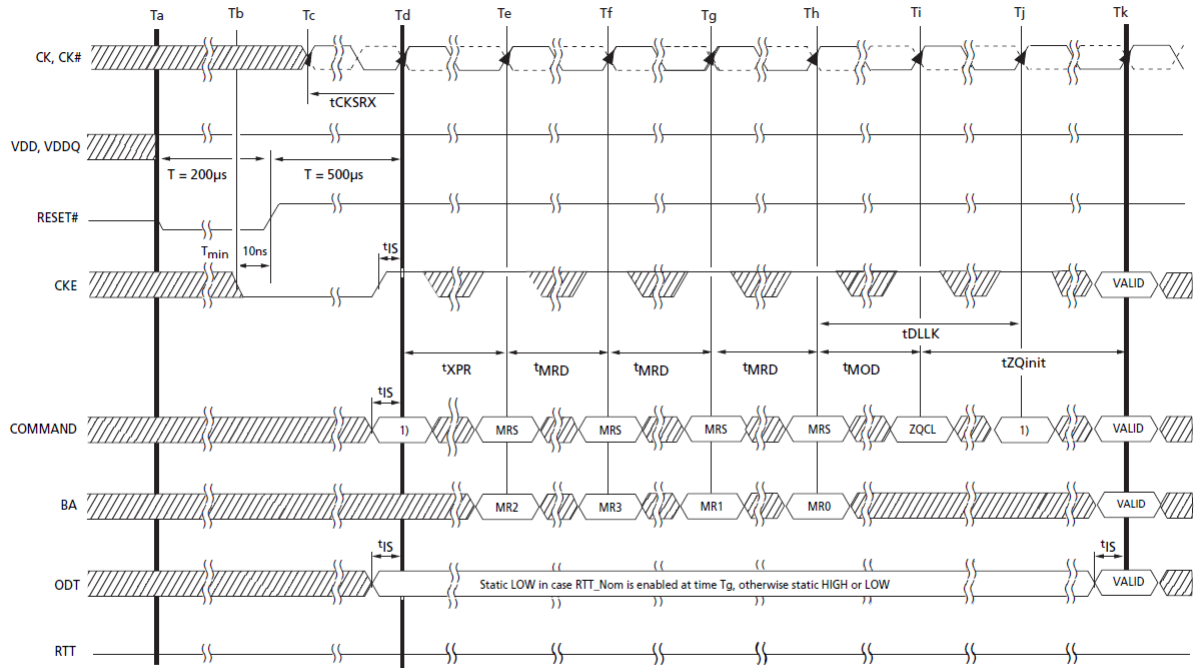 Ta Tb Tc Td Te Tf Tg Th Ti Tj Tk
CK, CK#
tCKSRX
VDD, VDDQ
T = 200μs T = 500μs
RESET#
Tmin 10ns tIS
CKE VALID
tDLLK
tXPR tMRD tMRD tMRD tMOD tZQinit
tIS
COMMAND 1) MRS MRS MRS MRS ZQCL 1) VALID
BA MR2 MR3 MR1 MR0 VALID
tIS tIS
ODT Static LOW in case RTT_Nom is enabled at time Tg, otherwise static HIGH or LOW VALID
RTT